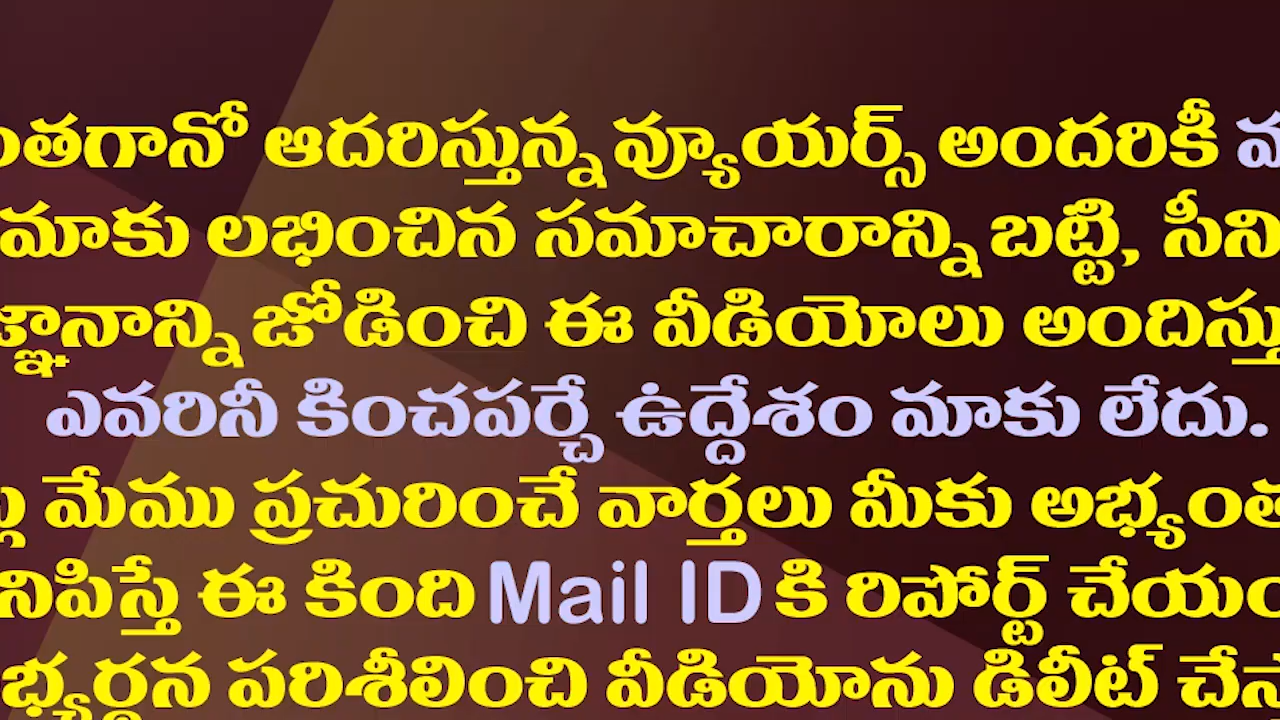 ంతగానో ఆదరిస్తున్న వ్యూయర్స్ అందరికీ
మాకు లభించిన సమాచారాన్ని బట్టి, సీని
జ్ఞానాన్ని జోడించి ఈ వీడియోలు అందిస్తు
ఎవరినీ కించపర్చే ఉద్దేశం మాకు లేదు.
మేము ప్రచురించే వార్తలు మీకు అభ్యంత
నిపిస్తే ఈ కింది Mail ID కి రిపోర్ట్ చేయం
భ్యర్థన పరిశీలించి వీడియోను డిలీట్ చేస